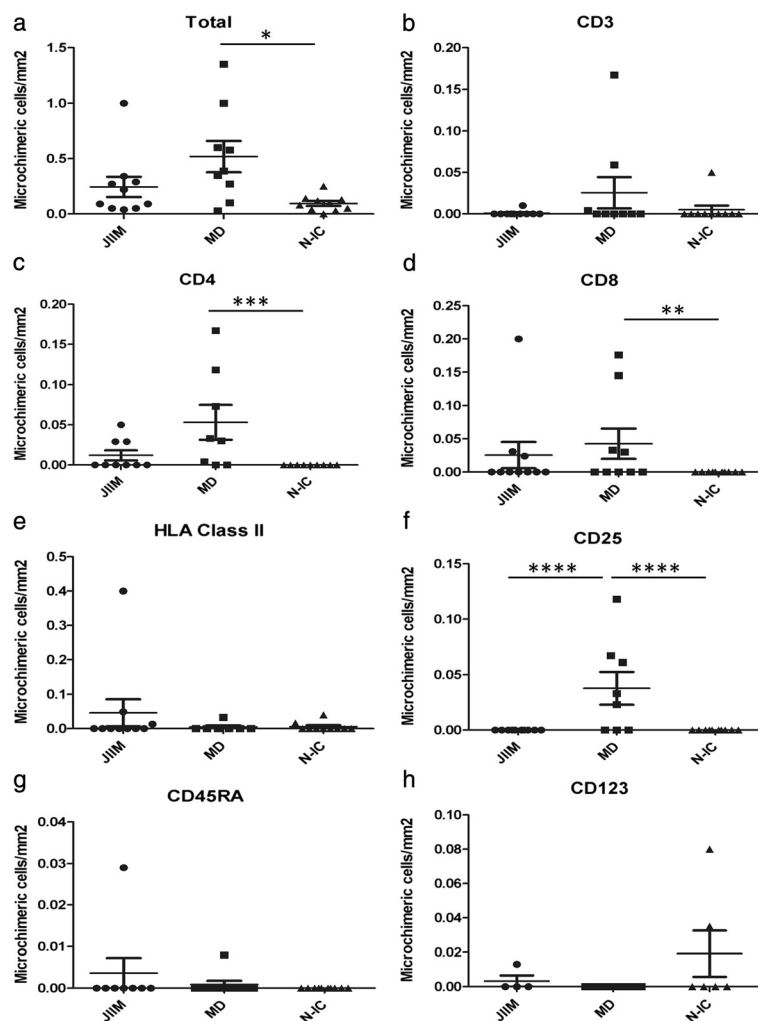 a
Total
*
Microchimeric cells/mm2
1.5
1.0
0.5
0.0
JIIM
MD
N-IC
b
CD3
Microchimeric cells/mm2
0.20
0.15
0.10
0.05
0.00
JIIM
MD
N-IC
c
CD4
***
Microchimeric cells/mm2
0.20
0.15
0.10
0.05
0.00
JIIM
MD
N-IC
d
CD8
**
Microchimeric cells/mm2
0.25
0.20
0.15
0.10
0.05
0.00
JIIM
MD
N-IC
e
HLA Class II
Microchimeric cells/mm2
0.5
0.4
0.3
0.2
0.1
0.0
JIIM
MD
N-IC
f
CD25
**** ****
Microchimeric cells/mm2
0.15
0.10
0.05
0.00
JIIM
MD
N-IC
g
CD45RA
Microchimeric cells/mm2
0.04
0.03
0.02
0.01
0.00
JIIM
MD
N-IC
h
CD123
Microchimeric cells/mm2
0.10
0.08
0.06
0.04
0.02
0.00
JIIM
MD
N-IC